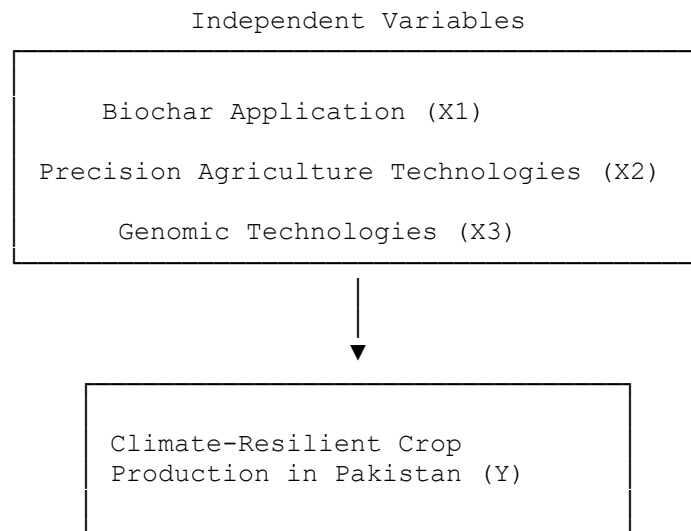 Independent Variables
Biochar Application (X1)
Precision Agriculture Technologies (X2)
Genomic Technologies (X3)
Climate-Resilient Crop
Production in Pakistan (Y)